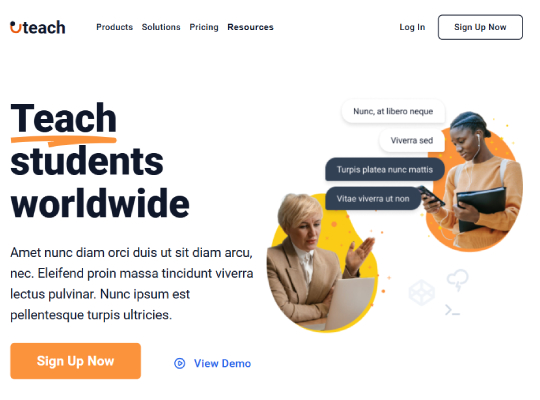 uteach
Products Solutions Pricing Resources
Log In
Sign Up Now
Teach
students
worldwide
Amet nunc diam orci duis ut sit diam arcu,
nec. Eleifend proin massa tincidunt viverra
lectus pulvinar. Nunc ipsum est
pellentesque turpis ultricies.
Sign Up Now
View Demo
Nunc, at libero neque
Viverra sed
Turpis platea nunc mattis
Vitae viverra ut non